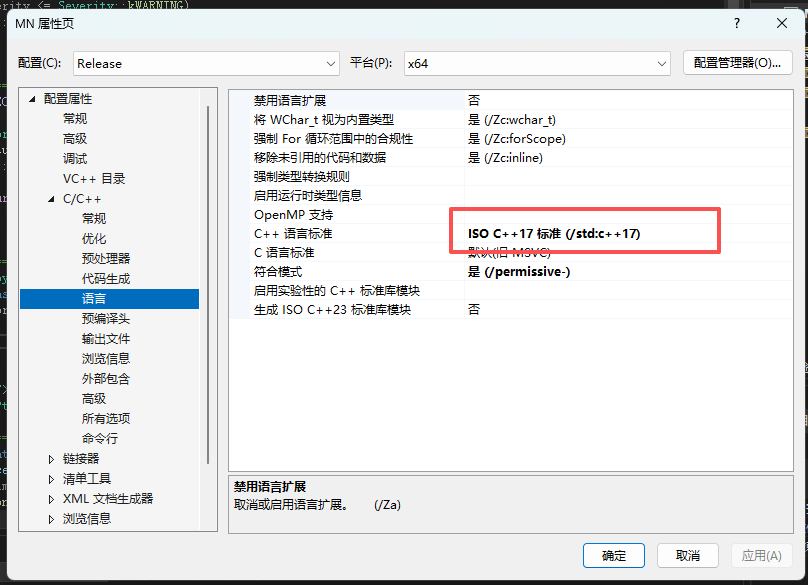 erity <= Severity::kWARNING)
MN 属性页
?
配置(C):
Release
平台(P):
x64
配置管理器(O)...
配置属性
常规
高级
调试
VC++ 目录
C/C++
常规
优化
预处理器
代码生成
语言
预编译头
输出文件
浏览信息
外部包含
高级
所有选项
命令行
链接器
清单工具
XML 文档生成器
浏览信息
禁用语言扩展 否
将 WChar_t 视为内置类型 是 (/Zc:wchar_t)
强制 For 循环范围中的合规性 是 (/Zc:forScope)
移除未引用的代码和数据 是 (/Zc:inline)
强制类型转换规则
启用运行时类型信息
OpenMP 支持
C++ 语言标准 ISO C++17 标准 (/std:c++17)
C 语言标准 默认(旧 MSVC)
符合模式 是 (/permissive-)
启用实验性的 C++ 标准库模块
生成 ISO C++23 标准库模块 否
禁用语言扩展
取消或启用语言扩展。 (/Za)
确定
取消
应用(A)